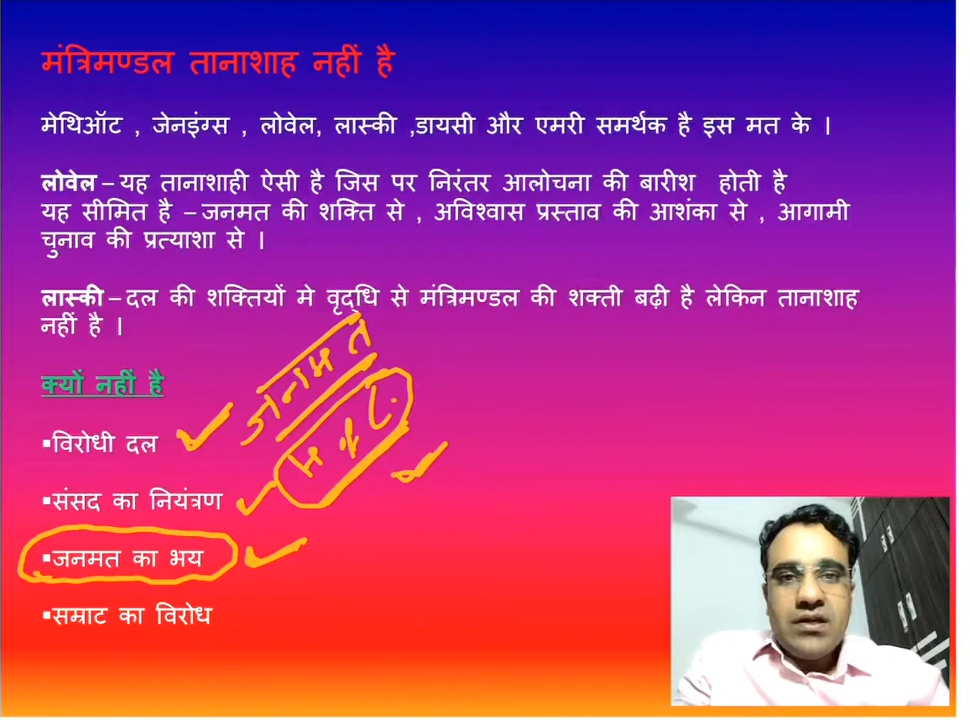 मंत्रिमण्डल तानाशाह नहीं है
मेथिऑट , जेनइंग्स , लोवेल, लास्की ,डायसी और एमरी समर्थक है इस मत के ।
लोवेल – यह तानाशाही ऐसी है जिस पर निरंतर आलोचना की बारीश होती है
यह सीमित है – जनमत की शक्ति से , अविश्वास प्रस्ताव की आशंका से , आगामी
चुनाव की प्रत्याशा से ।
लास्की – दल की शक्तियों मे वृद्धि से मंत्रिमण्डल की शक्ती बढ़ी है लेकिन तानाशाह
नहीं है ।
क्यों नहीं है
▪विरोधी दल
जनमत
▪संसद का नियंत्रण
▪जनमत का भय
▪सम्राट का विरोध